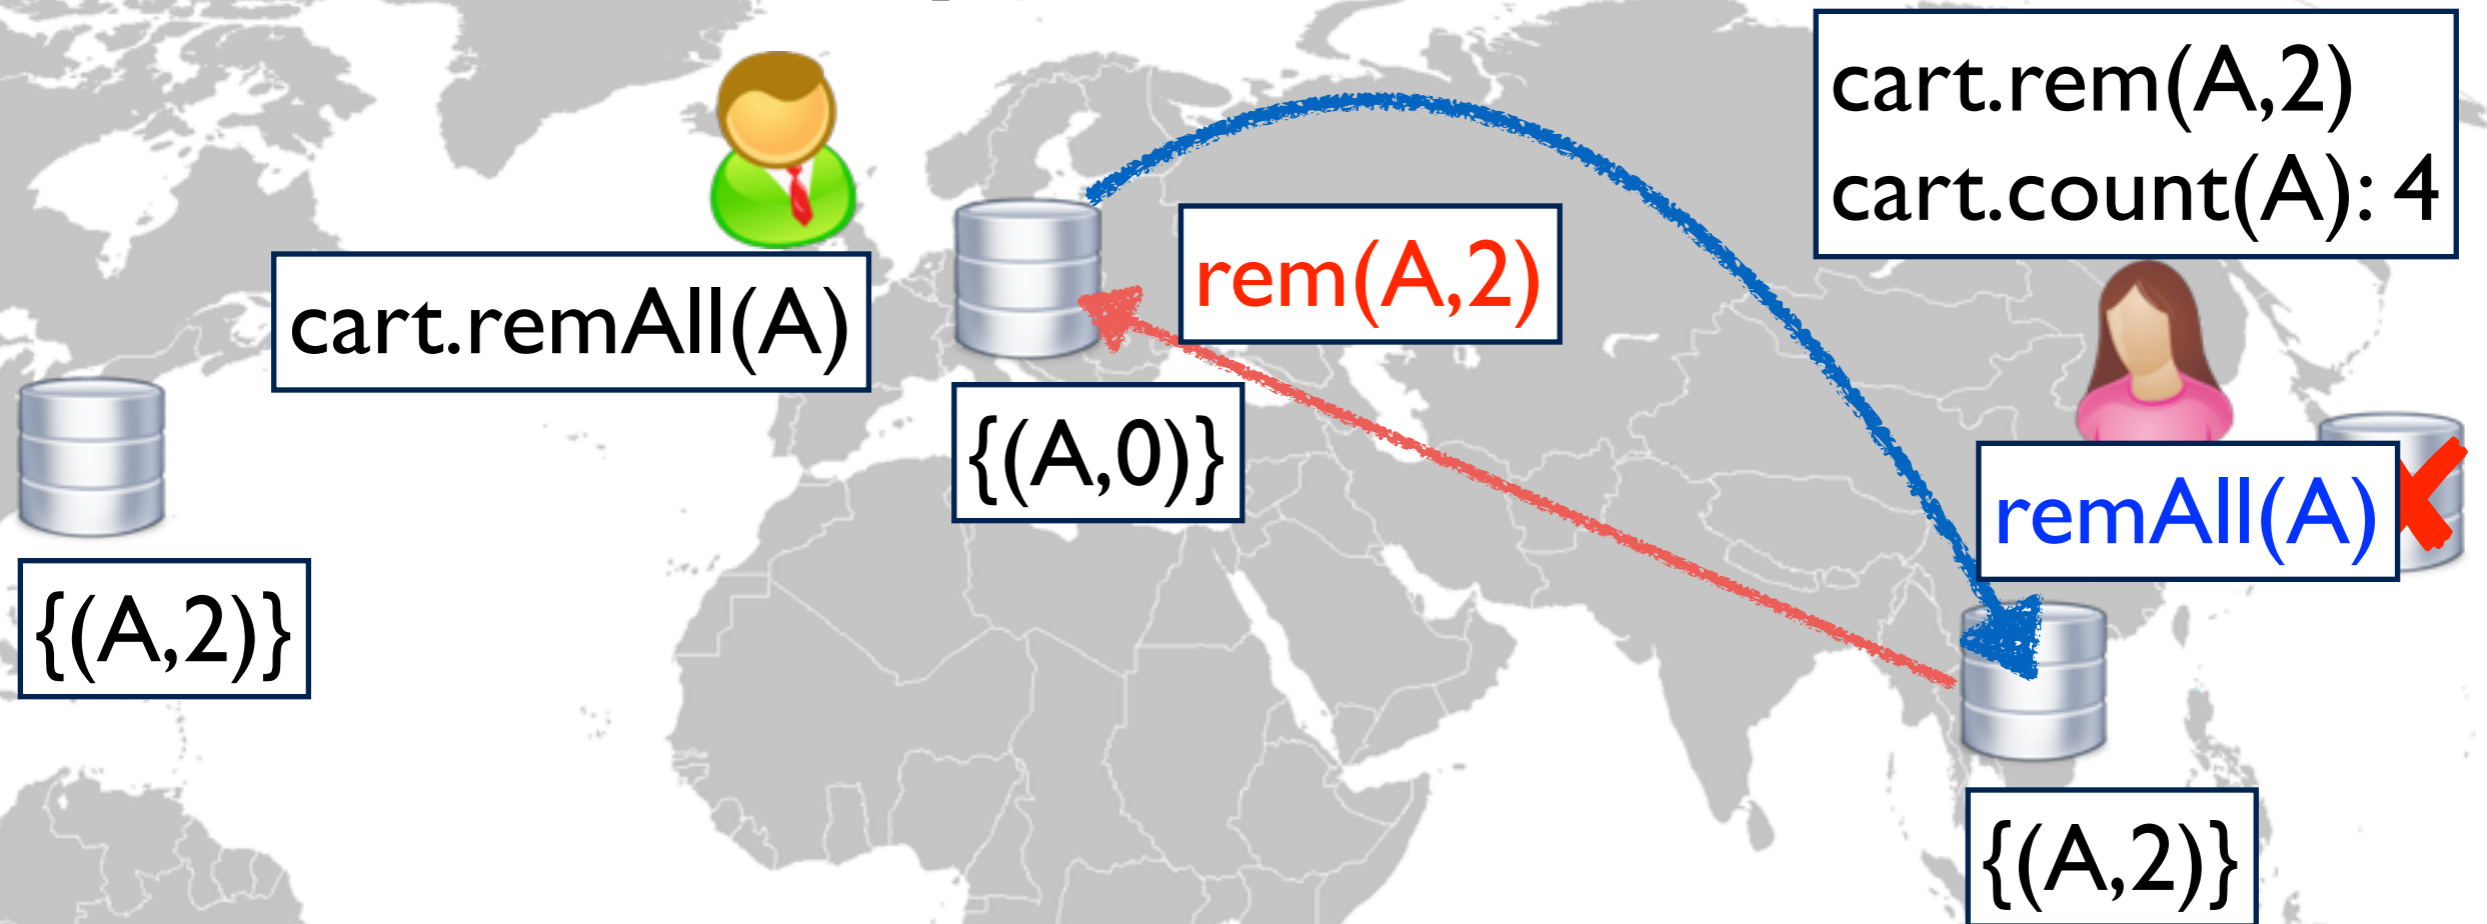 cart.rem(A,2)
cart.count(A): 4
rem(A,2)
cart.remAll(A)
{(A,0)}
remAll(A)
{(A,2)}
{(A,2)}